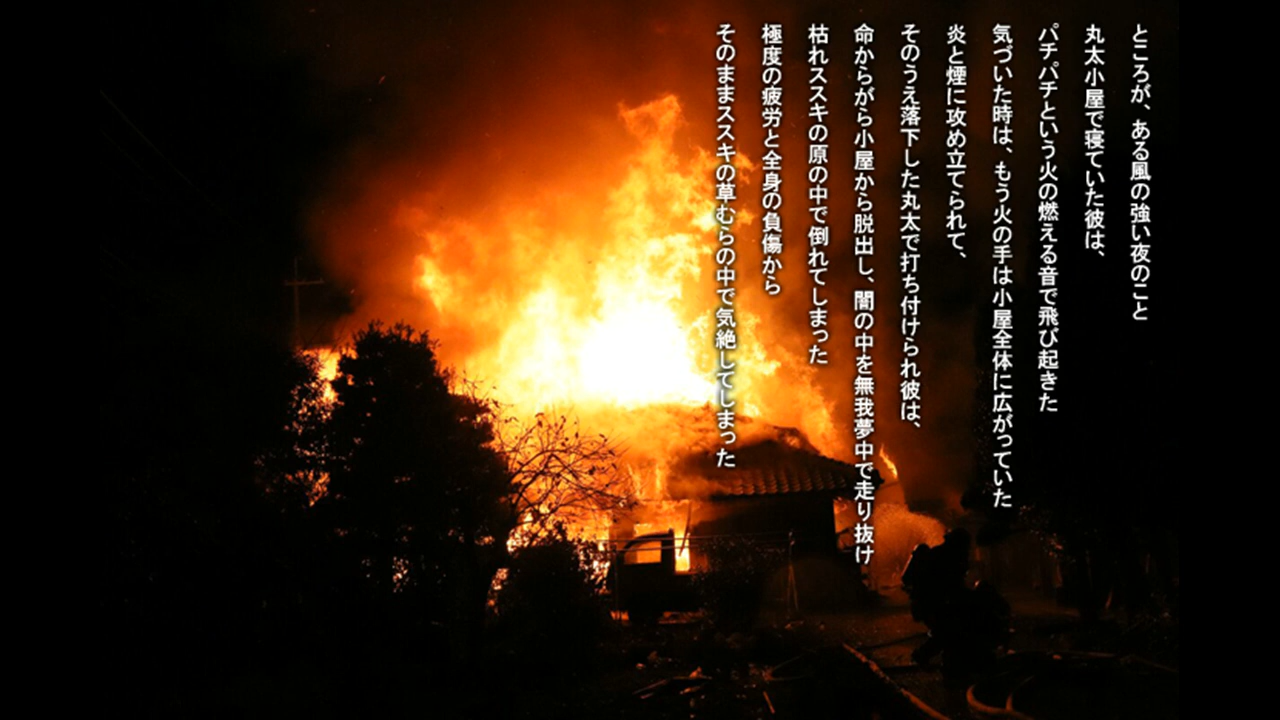 ところが、ある風の強い夜のこと
丸太小屋で寝ていた彼は、
パチパチという火の燃える音で飛び起きた
気づいた時は、もう火の手は小屋全体に広がっていた
炎と煙に攻め立てられて、
そのうえ落下した丸太で打ち付けられ彼は、
命からがら小屋から脱出し、闇の中を無我夢中で走り抜け
枯れススキの原の中で倒れてしまった
極度の疲労と全身の負傷から
そのままススキの草むらの中で気絶してしまった